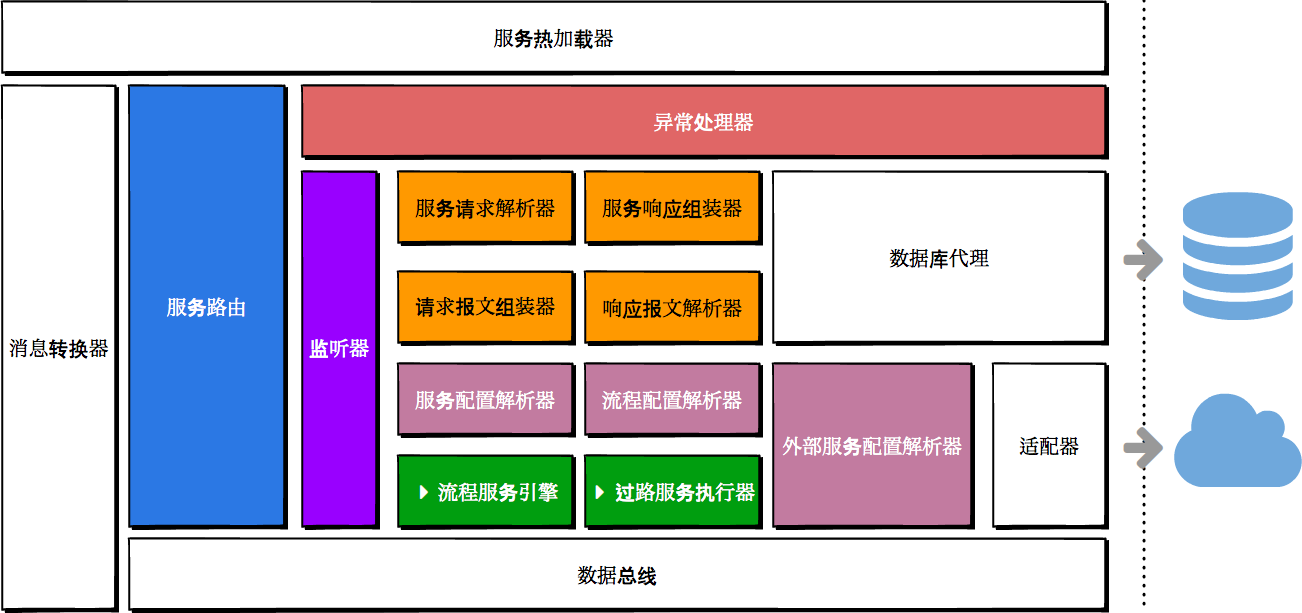 服务热加载器
消息转换器
服务路由
异常处理器
监听器
服务请求解析器
服务响应组装器
数据库代理
请求报文组装器
响应报文解析器
服务配置解析器
流程配置解析器
外部服务配置解析器
适配器
流程服务引擎
过路服务执行器
数据总线